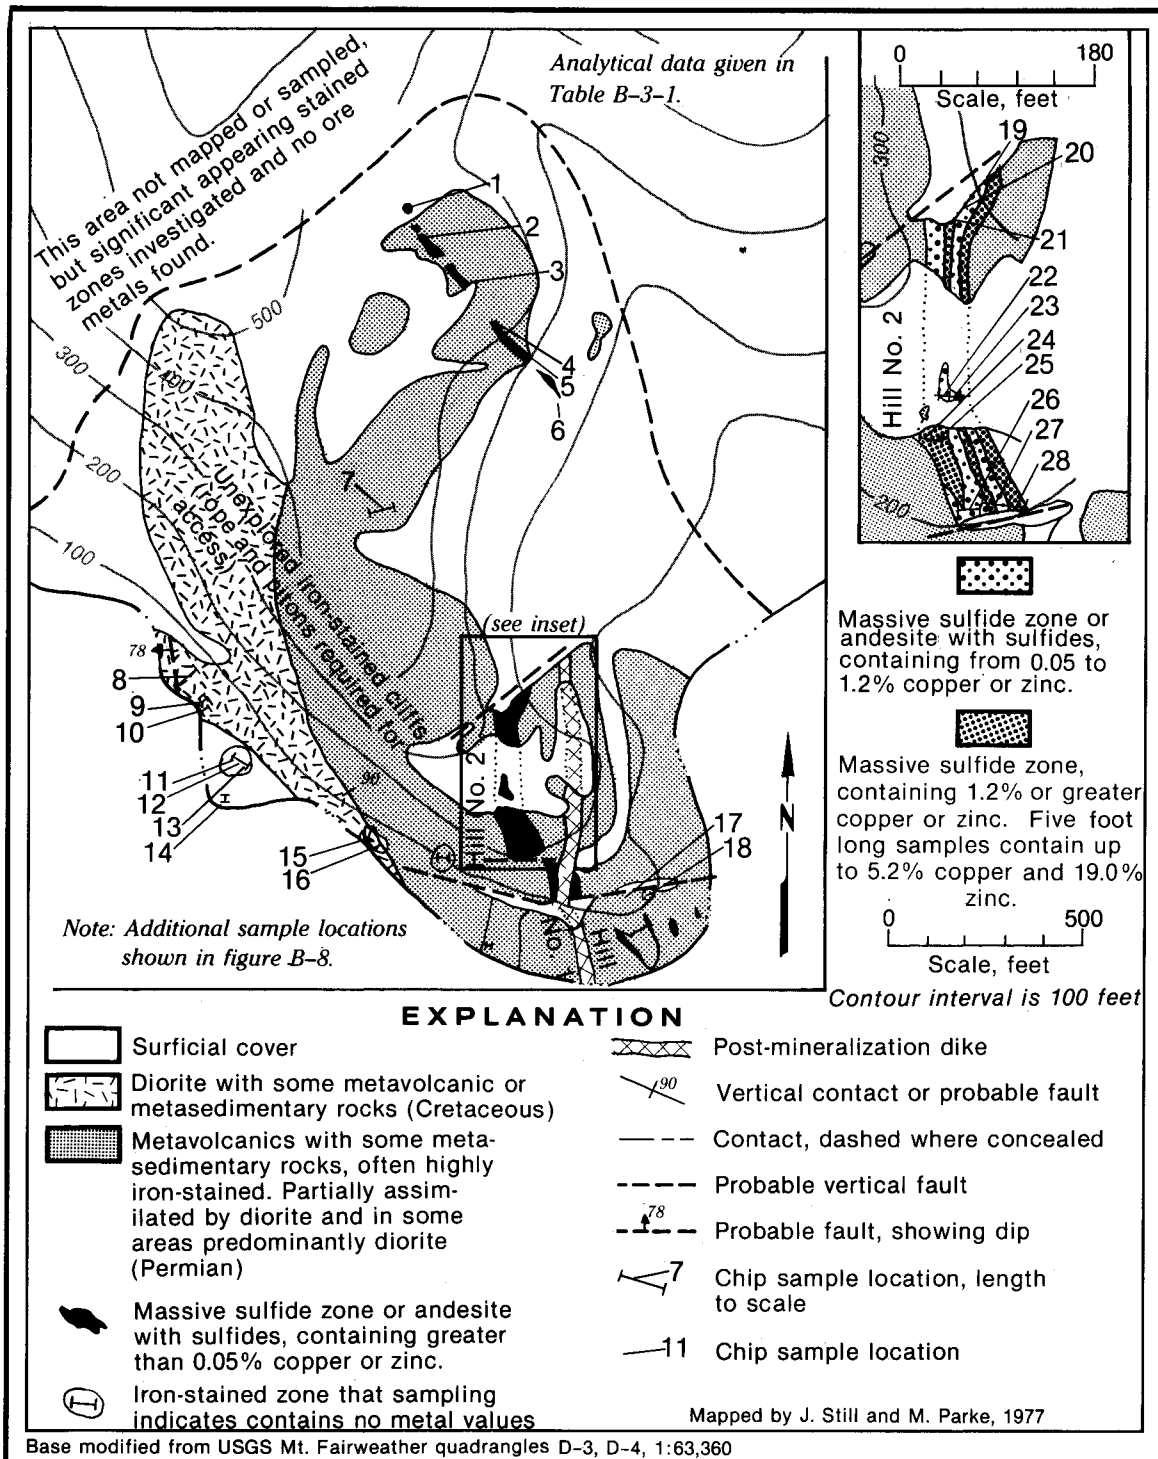 This area not mapped or sampled,
but significant appearing stained
zones investigated and no ore
metals found.
Analytical data given in
Table B-3-1.
1
2
3
4
5
6
7
500
400
300
200
100
Unexplored iron-stained cliffs
(rope and pitons required for
access)
(see inset)
Hill No. 2
78
8
9
10
11
12
13
14
15
16
90
17
18
No. 1
Hill
N
Note: Additional sample locations
shown in figure B-8.
0 180
Scale, feet
300
19
20
21
22
23
24
25
26
27
28
Hill No. 2
200
Massive sulfide zone or
andesite with sulfides,
containing from 0.05 to
1.2% copper or zinc.
Massive sulfide zone,
containing 1.2% or greater
copper or zinc. Five foot
long samples contain up
to 5.2% copper and 19.0%
zinc.
0 500
Scale, feet
Contour interval is 100 feet
EXPLANATION
Surficial cover
Diorite with some metavolcanic or
metasedimentary rocks (Cretaceous)
Metavolcanics with some meta-
sedimentary rocks, often highly
iron-stained. Partially assim-
ilated by diorite and in some
areas predominantly diorite
(Permian)
Massive sulfide zone or andesite
with sulfides, containing greater
than 0.05% copper or zinc.
Iron-stained zone that sampling
indicates contains no metal values
Post-mineralization dike
90
Vertical contact or probable fault
Contact, dashed where concealed
Probable vertical fault
78
Probable fault, showing dip
7
Chip sample location, length
to scale
11
Chip sample location
Mapped by J. Still and M. Parke, 1977
Base modified from USGS Mt. Fairweather quadrangles D-3, D-4, 1:63,360